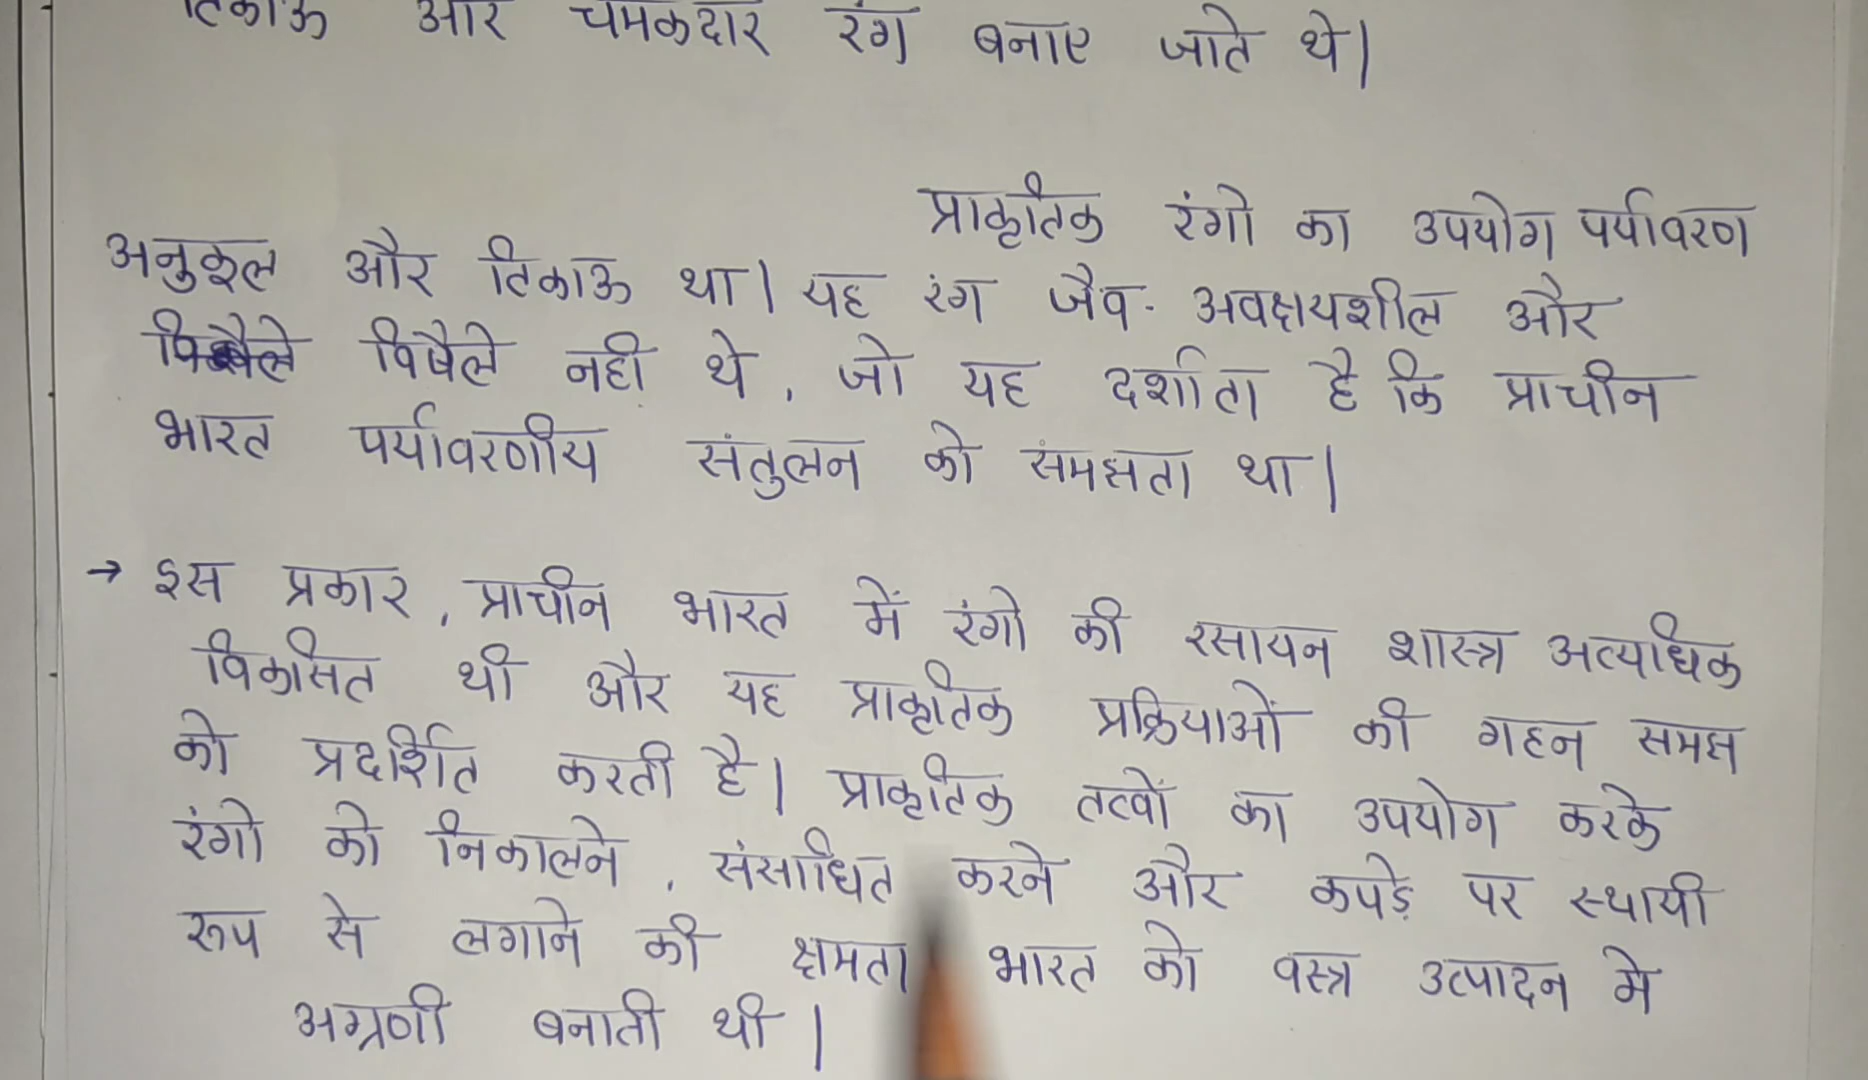 टिकाऊ और चमकदार रंग बनाए जाते थे।
प्राकृतिक रंगो का उपयोग पर्यावरण
अनुकूल और टिकाऊ था। यह रंग जैव- अवक्षयशील और
विषैले नही थे, जो यह दर्शाता है कि प्राचीन
भारत पर्यावरणीय संतुलन को समझता था।
→ इस प्रकार, प्राचीन भारत में रंगो की रसायन शास्त्र अत्यधिक
विकसित थी और यह प्राकृतिक प्रक्रियाओं की गहन समझ
को प्रदर्शित करती है। प्राकृतिक तत्वों का उपयोग करके
रंगो को निकालने, संसाधित करने और कपड़े पर स्थायी
रूप से लगाने की क्षमता भारत को वस्त्र उत्पादन मे
अग्रणी बनाती थी।